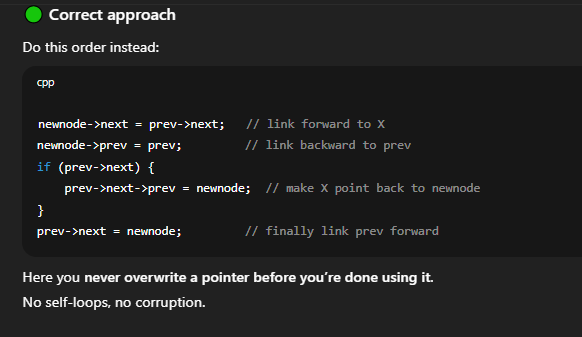 Correct approach
Do this order instead:
cpp
newnode->next = prev->next;   // link forward to X
newnode->prev = prev;         // link backward to prev
if (prev->next) {
    prev->next->prev = newnode;  // make X point back to newnode
}
prev->next = newnode;         // finally link prev forward
Here you never overwrite a pointer before you’re done using it.
No self-loops, no corruption.